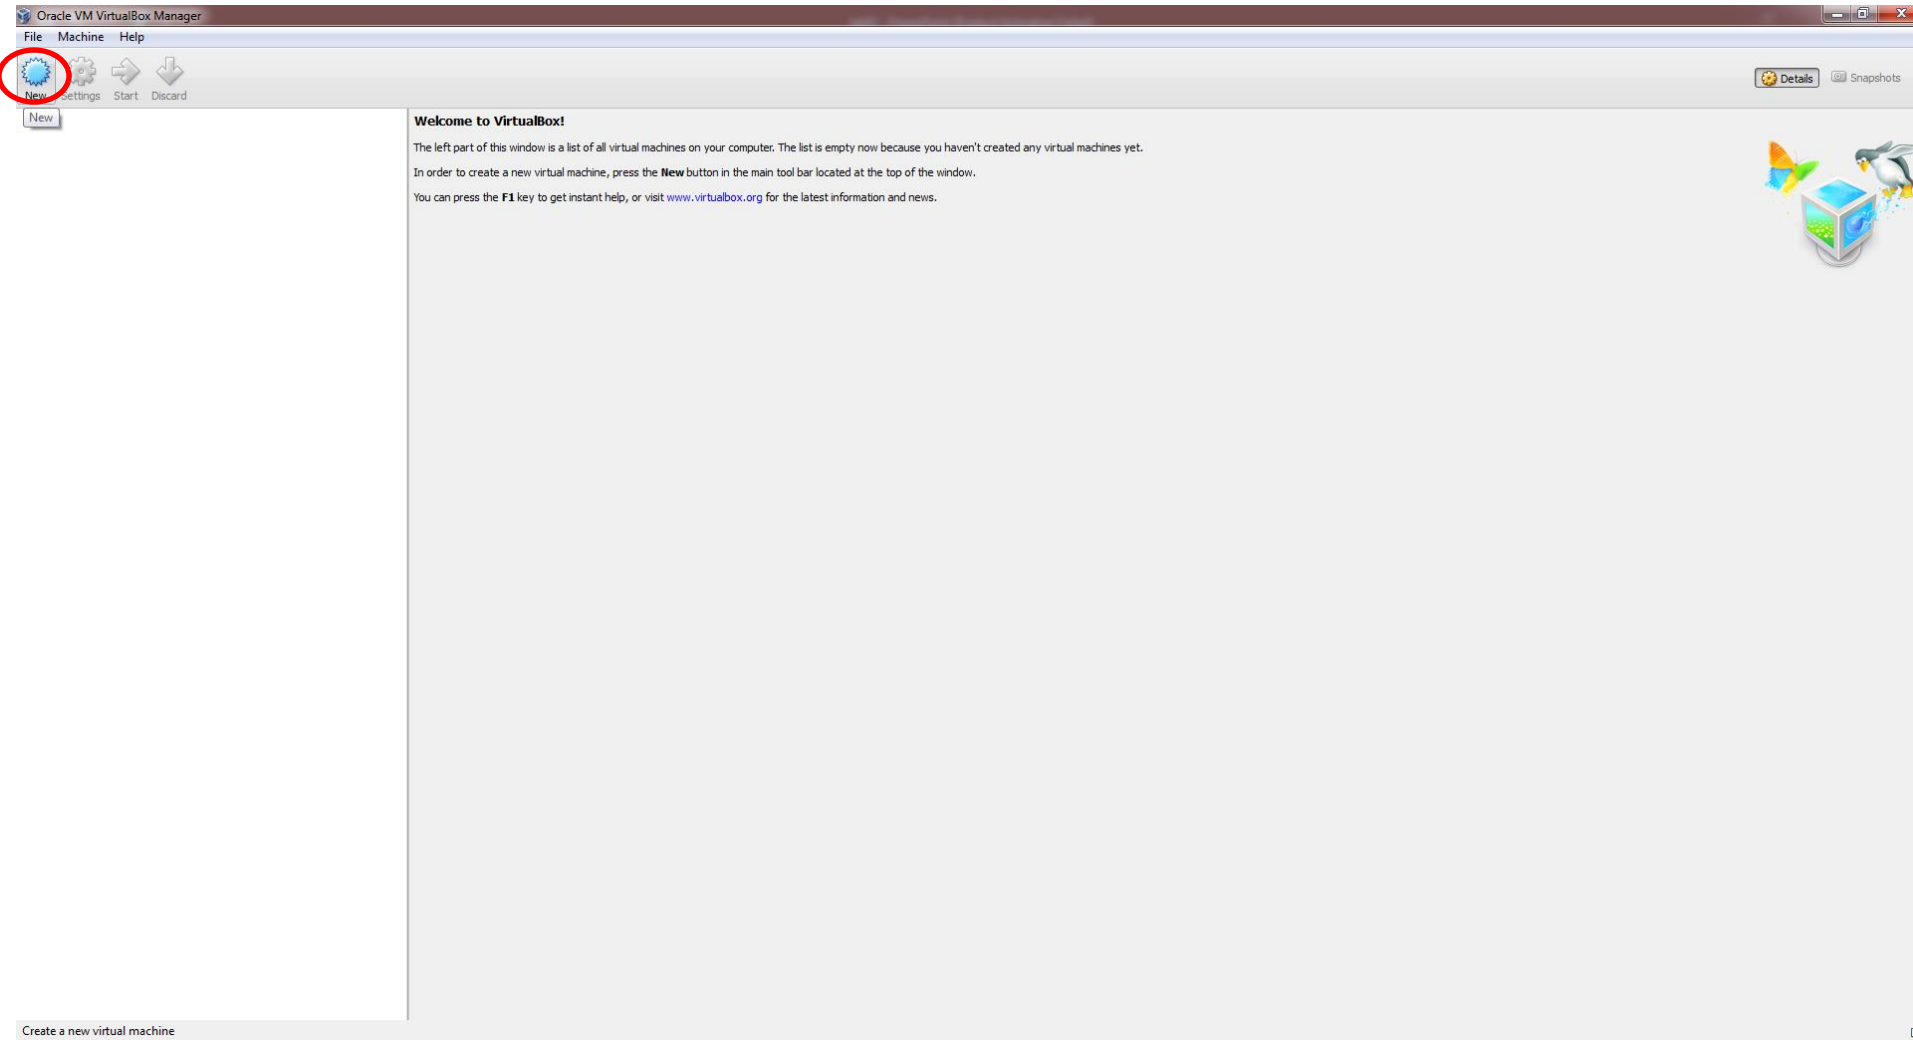 Oracle VM VirtualBox Manager
File Machine Help
New Settings Start Discard
Details Snapshots
New
Welcome to VirtualBox!
The left part of this window is a list of all virtual machines on your computer. The list is empty now because you haven't created any virtual machines yet.
In order to create a new virtual machine, press the New button in the main tool bar located at the top of the window.
You can press the F1 key to get instant help, or visit www.virtualbox.org for the latest information and news.
Create a new virtual machine